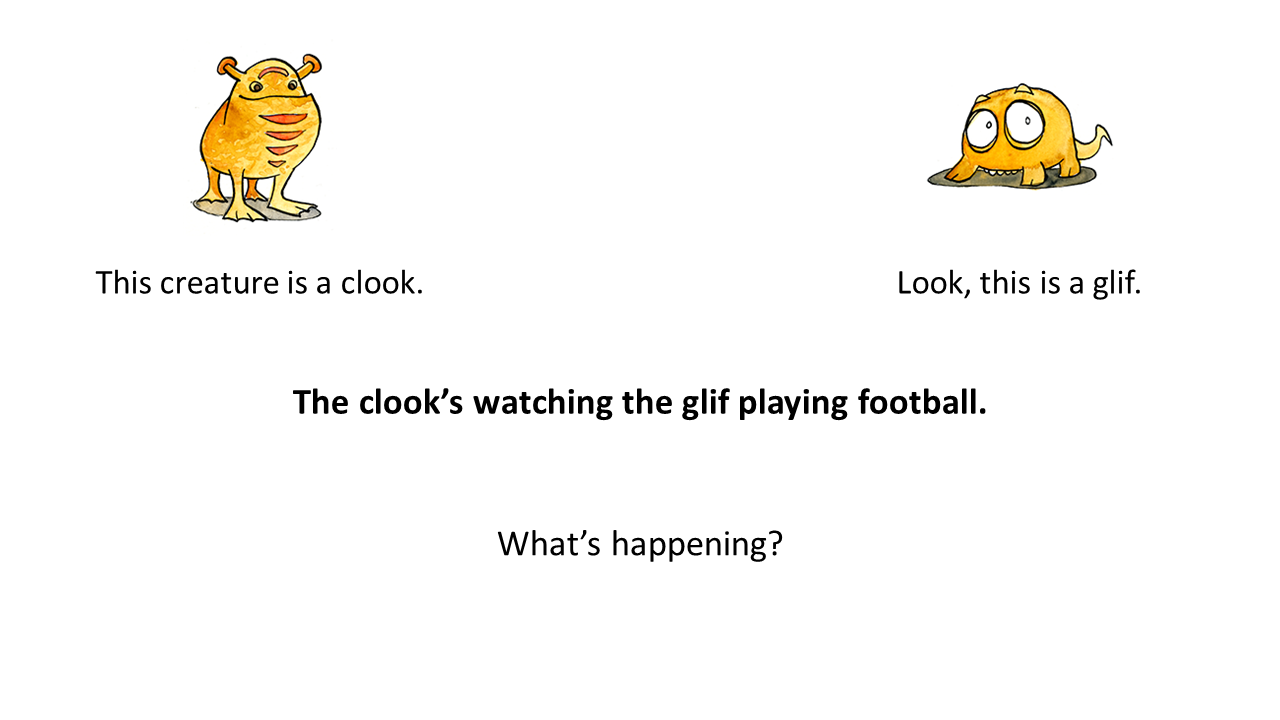 This creature is a clook.
Look, this is a glif.
The clook’s watching the glif playing football.
What’s happening?